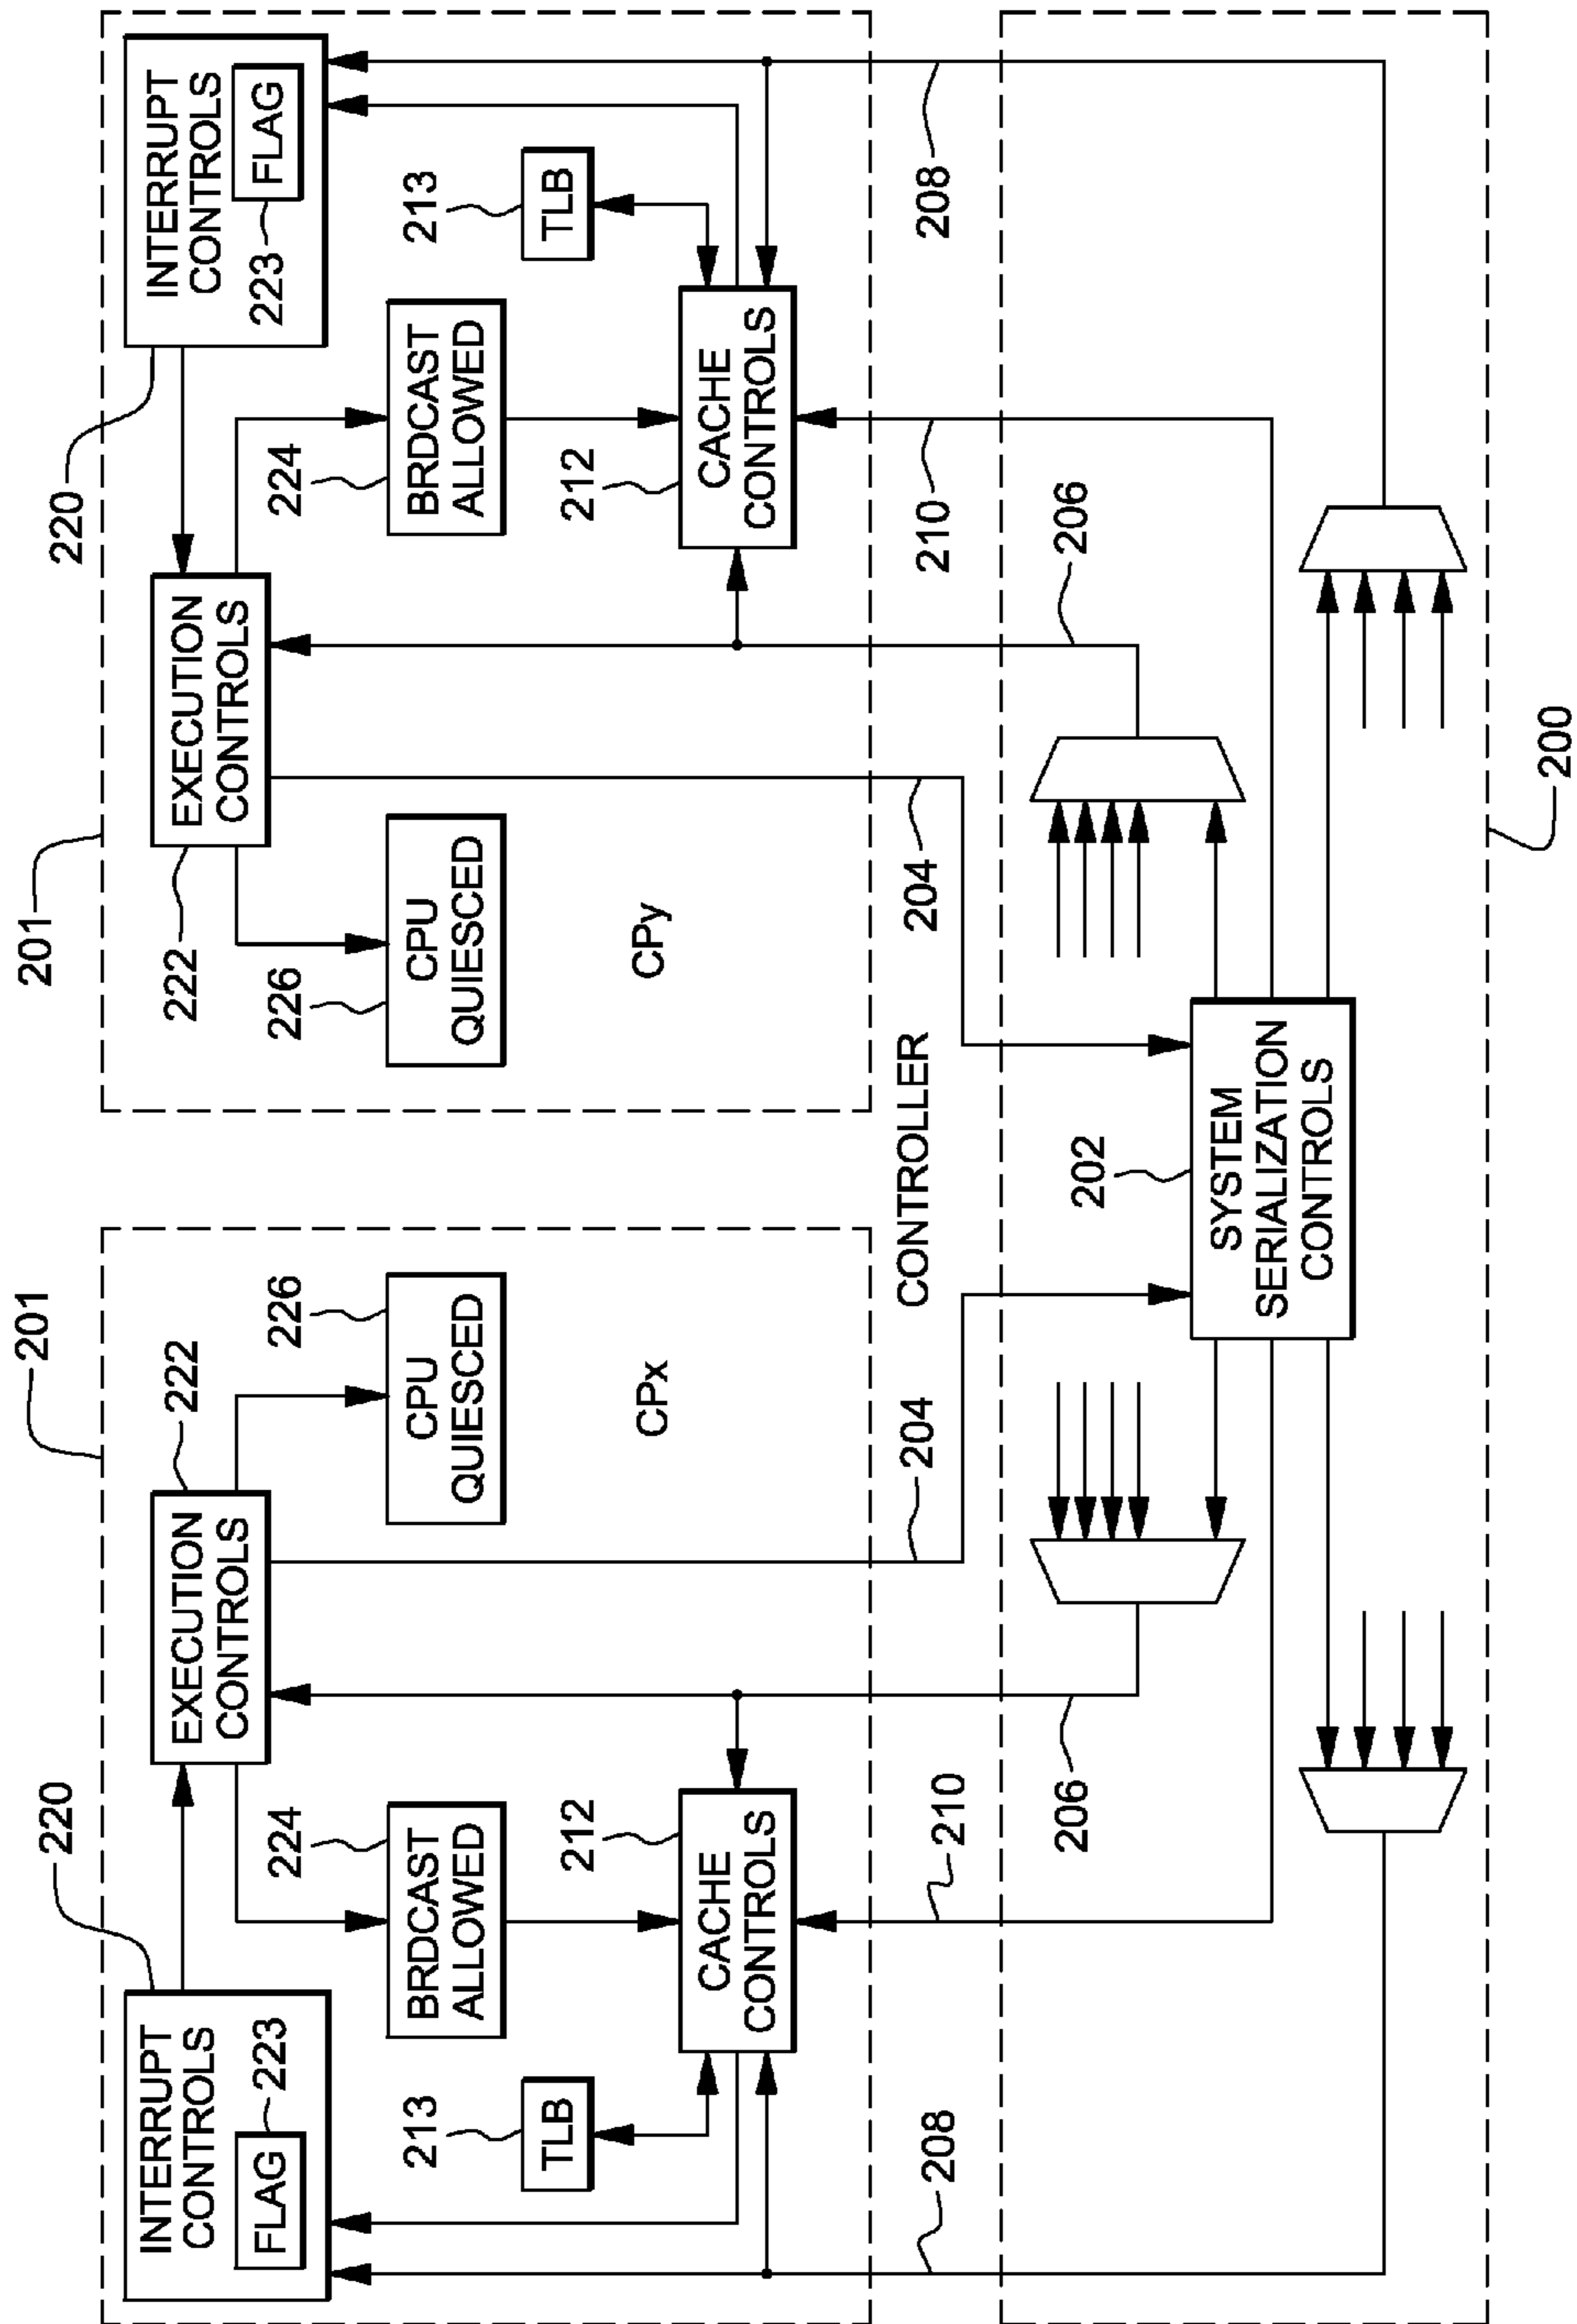 201
201
220
INTERRUPT
CONTROLS
FLAG
223
EXECUTION
CONTROLS
222
222
EXECUTION
CONTROLS
220
INTERRUPT
CONTROLS
223
FLAG
213
TLB
224
BRDCAST
ALLOWED
226
CPU
QUIESCED
226
CPU
QUIESCED
224
BRDCAST
ALLOWED
213
TLB
212
CACHE
CONTROLS
CPx
CPy
212
CACHE
CONTROLS
208
210
206
204
CONTROLLER
204
206
210
208
202
SYSTEM
SERIALIZATION
CONTROLS
200